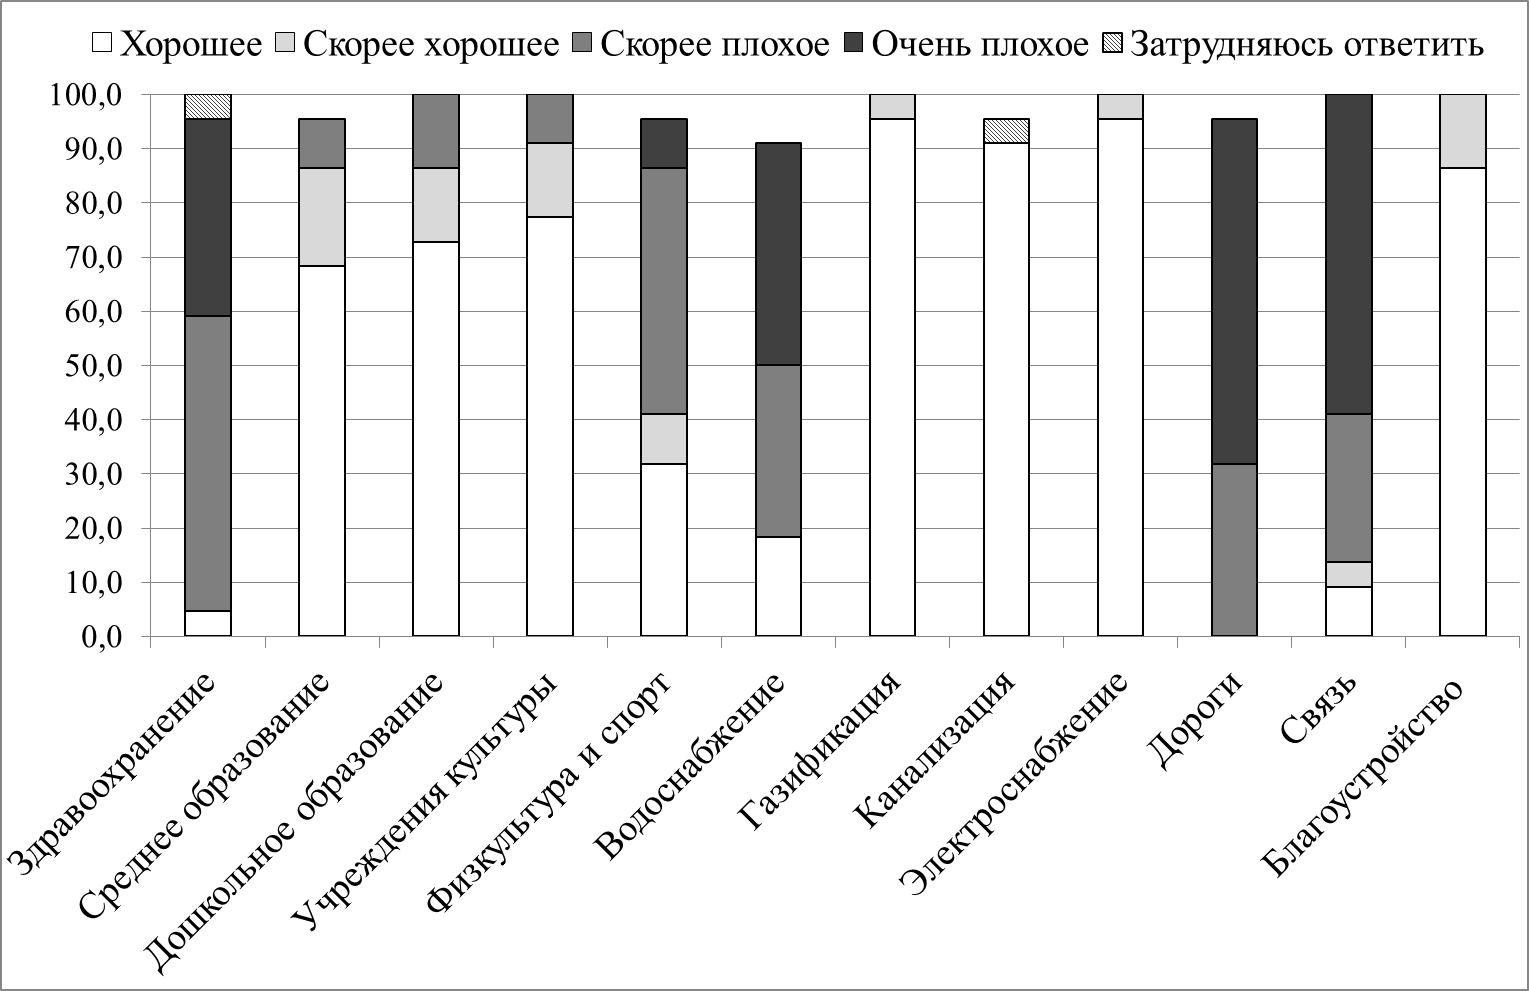 Хорошее Скорее хорошее Скорее плохое Очень плохое Затрудняюсь ответить
100,0
90,0
80,0
70,0
60,0
50,0
40,0
30,0
20,0
10,0
0,0
Здравоохранение
Среднее образование
Дошкольное образование
Учреждения культуры
Физкультура и спорт
Водоснабжение
Газификация
Канализация
Электроснабжение
Дороги
Связь
Благоустройство